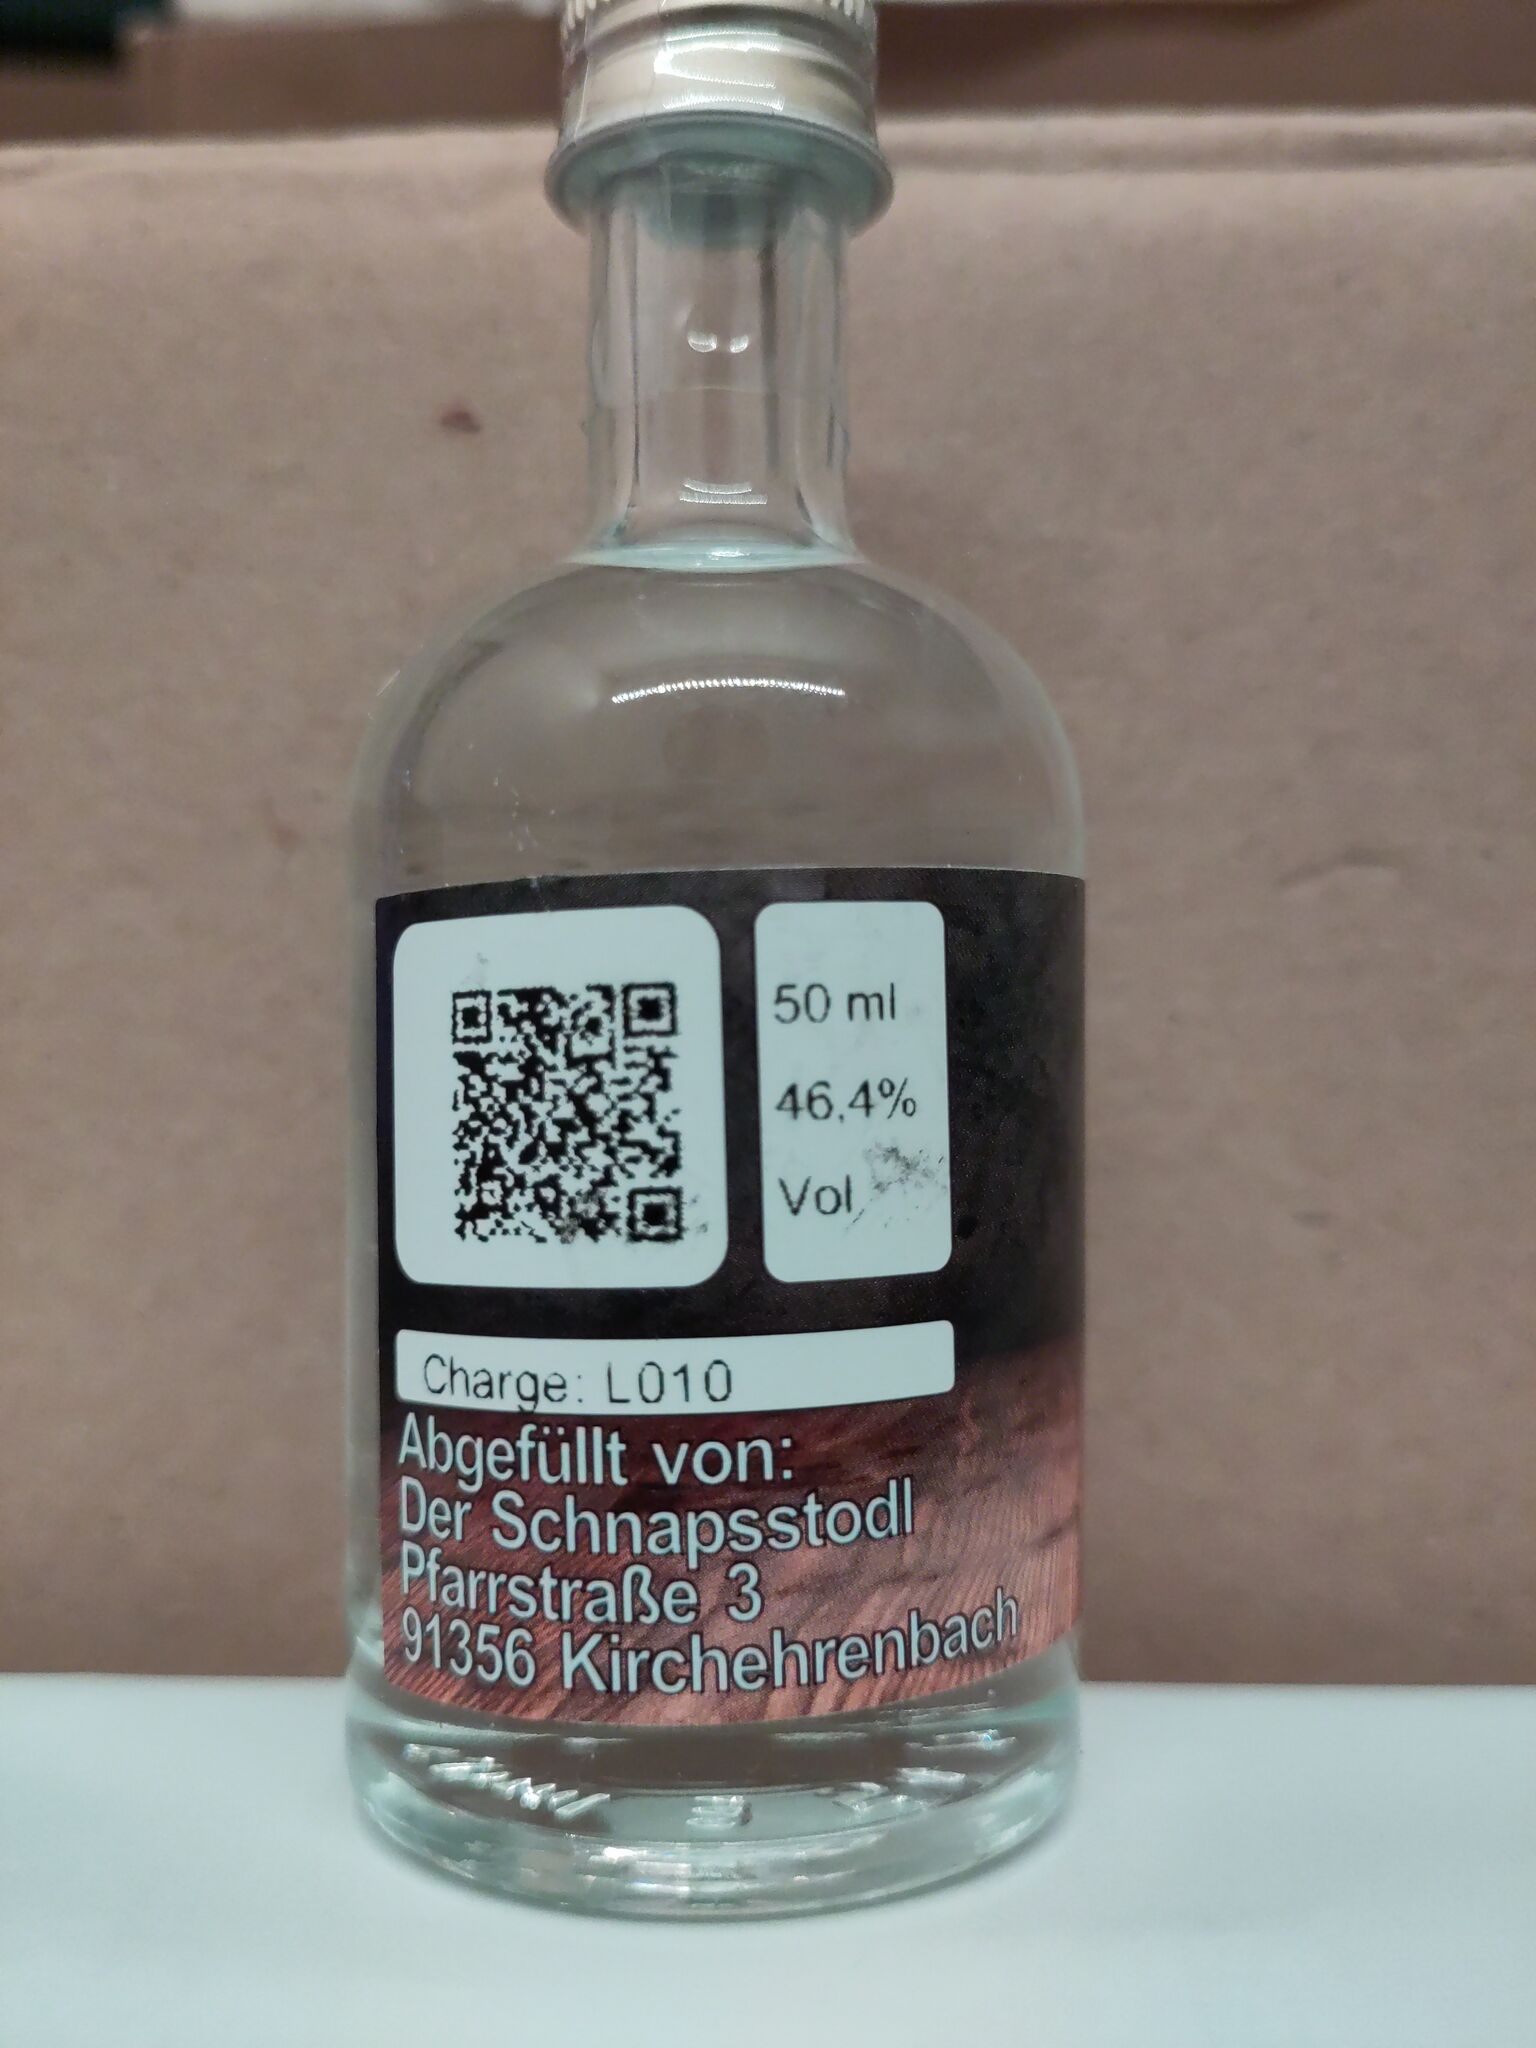 50 ml
46,4%
Vol
Charge: L010
Abgefüllt von:
Der Schnapsstodl
Pfarrstraße 3
91356 Kirchehrenbach